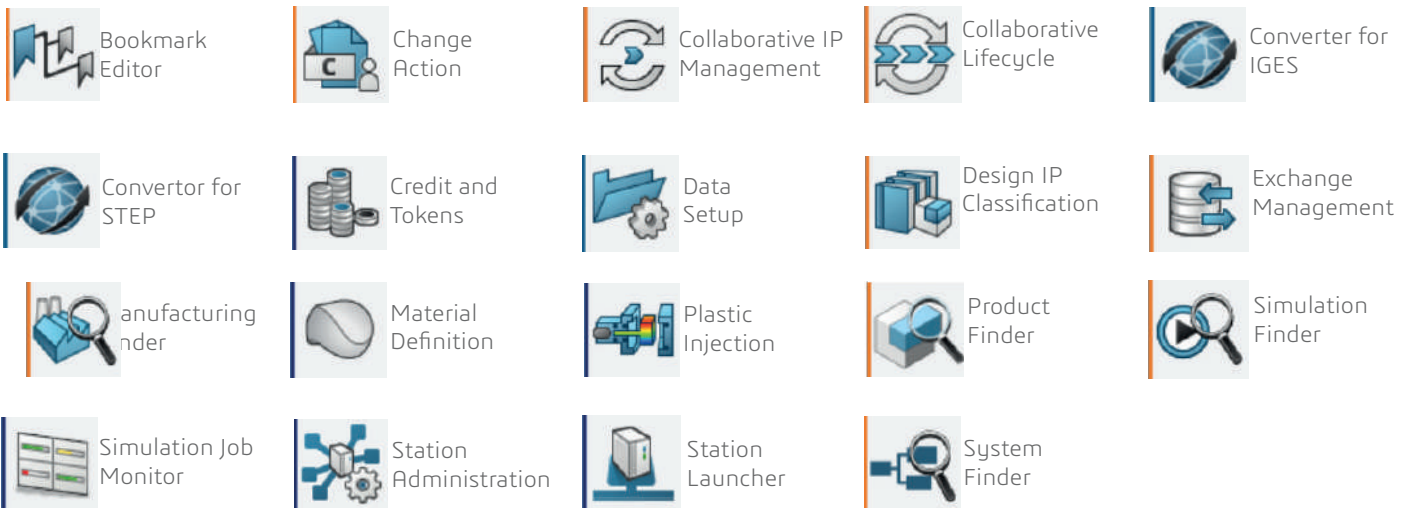 Bookmark
Editor
Change
Action
Collaborative IP
Management
Collaborative
Lifecycle
Converter for
IGES
Convertor for
STEP
Credit and
Tokens
Data
Setup
Design IP
Classification
Exchange
Management
anufacturing
nder
Material
Definition
Plastic
Injection
Product
Finder
Simulation
Finder
Simulation Job
Monitor
Station
Administration
Station
Launcher
System
Finder
C